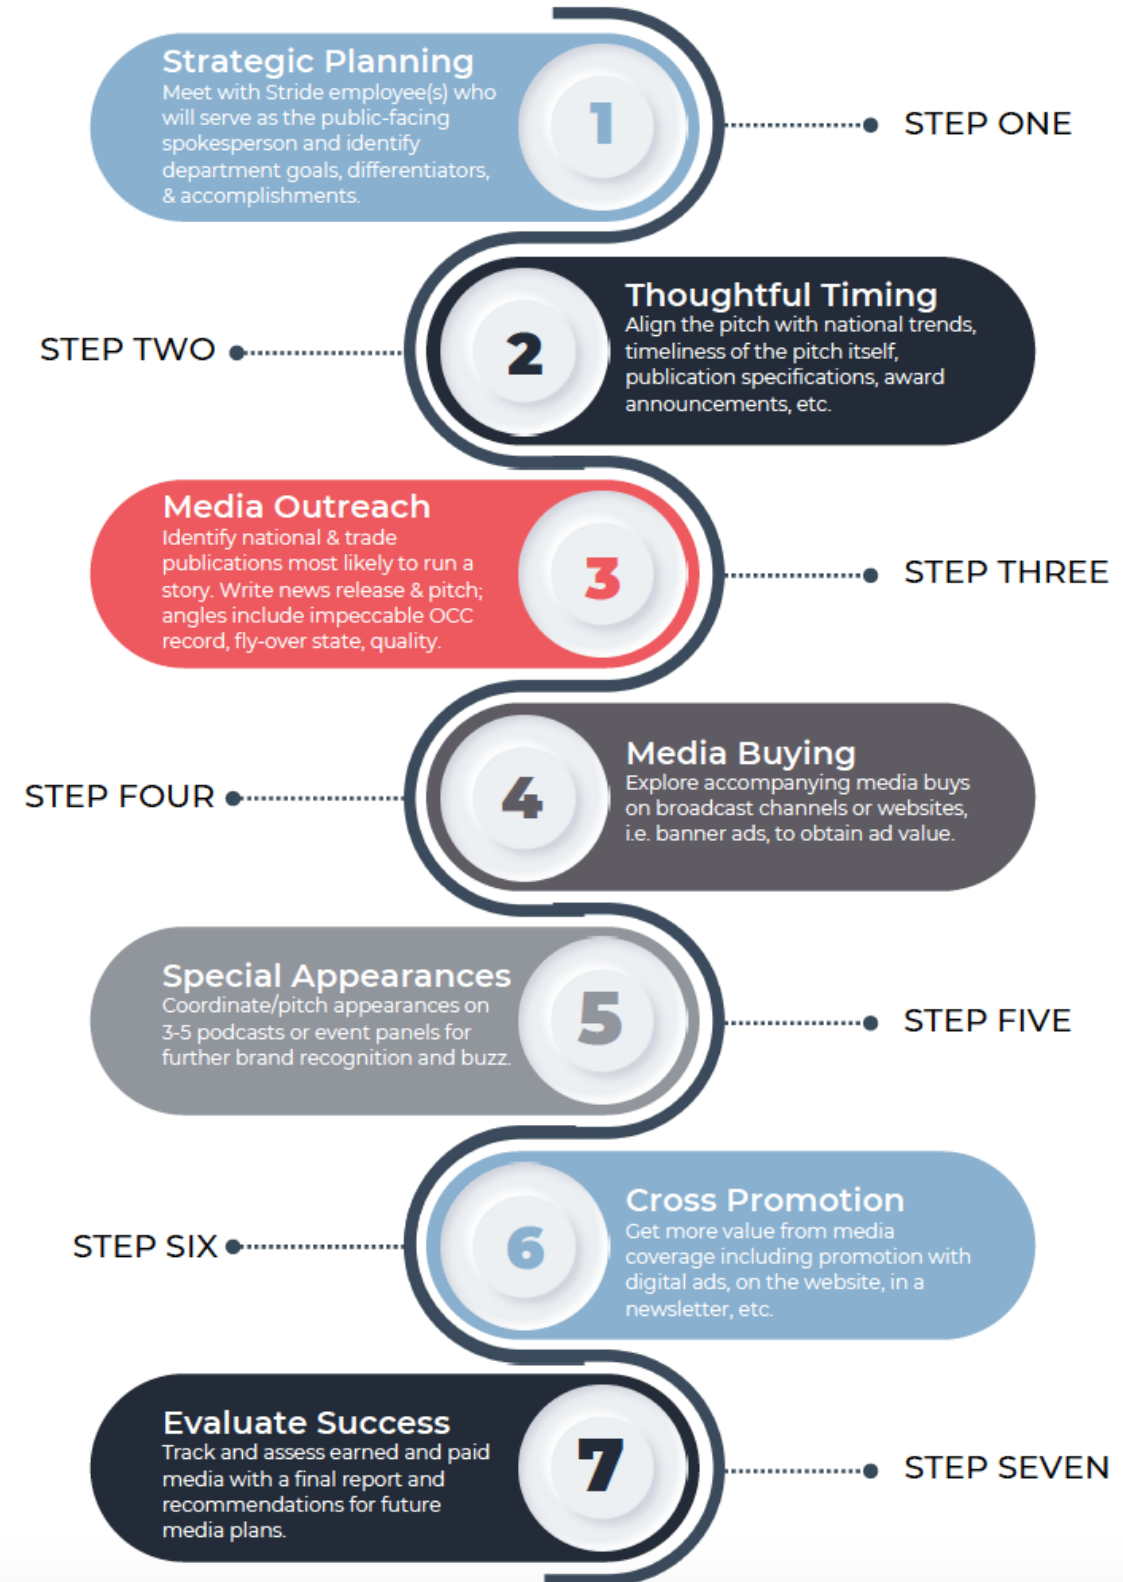 Strategic Planning
Meet with Stride employee(s) who
will serve as the public-facing
spokesperson and identify
department goals, differentiators,
& accomplishments.
1
STEP ONE
STEP TWO
2
Thoughtful Timing
Align the pitch with national trends,
timeliness of the pitch itself,
publication specifications, award
announcements, etc.
Media Outreach
Identify national & trade
publications most likely to run a
story. Write news release & pitch;
angles include impeccable OCC
record, fly-over state, quality.
3
STEP THREE
STEP FOUR
4
Media Buying
Explore accompanying media buys
on broadcast channels or websites,
i.e. banner ads, to obtain ad value.
Special Appearances
Coordinate/pitch appearances on
3-5 podcasts or event panels for
further brand recognition and buzz.
5
STEP FIVE
STEP SIX
6
Cross Promotion
Get more value from media
coverage including promotion with
digital ads, on the website, in a
newsletter, etc.
Evaluate Success
Track and assess earned and paid
media with a final report and
recommendations for future
media plans.
7
STEP SEVEN